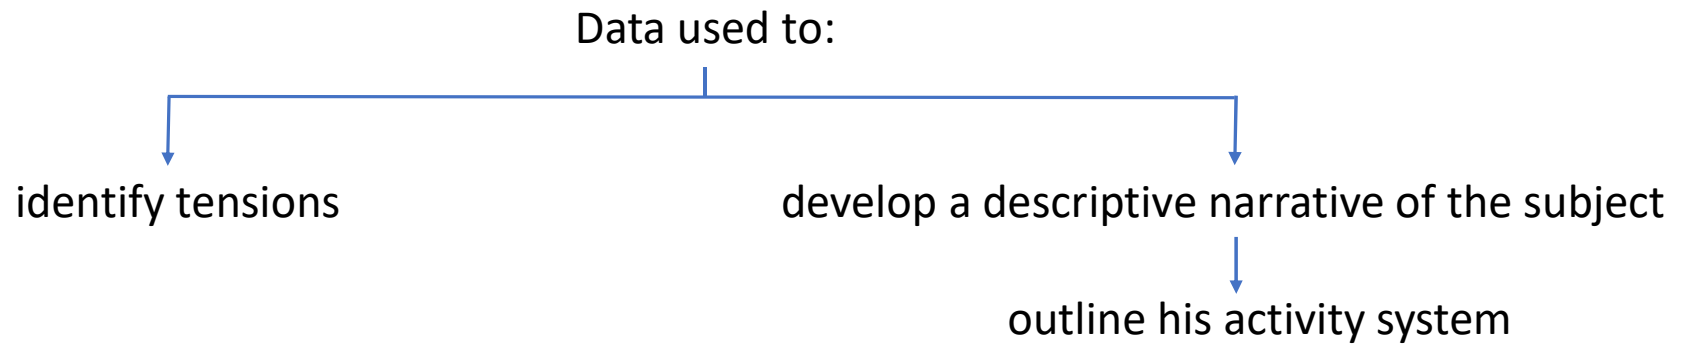 Data used to:
identify tensions
develop a descriptive narrative of the subject
outline his activity system